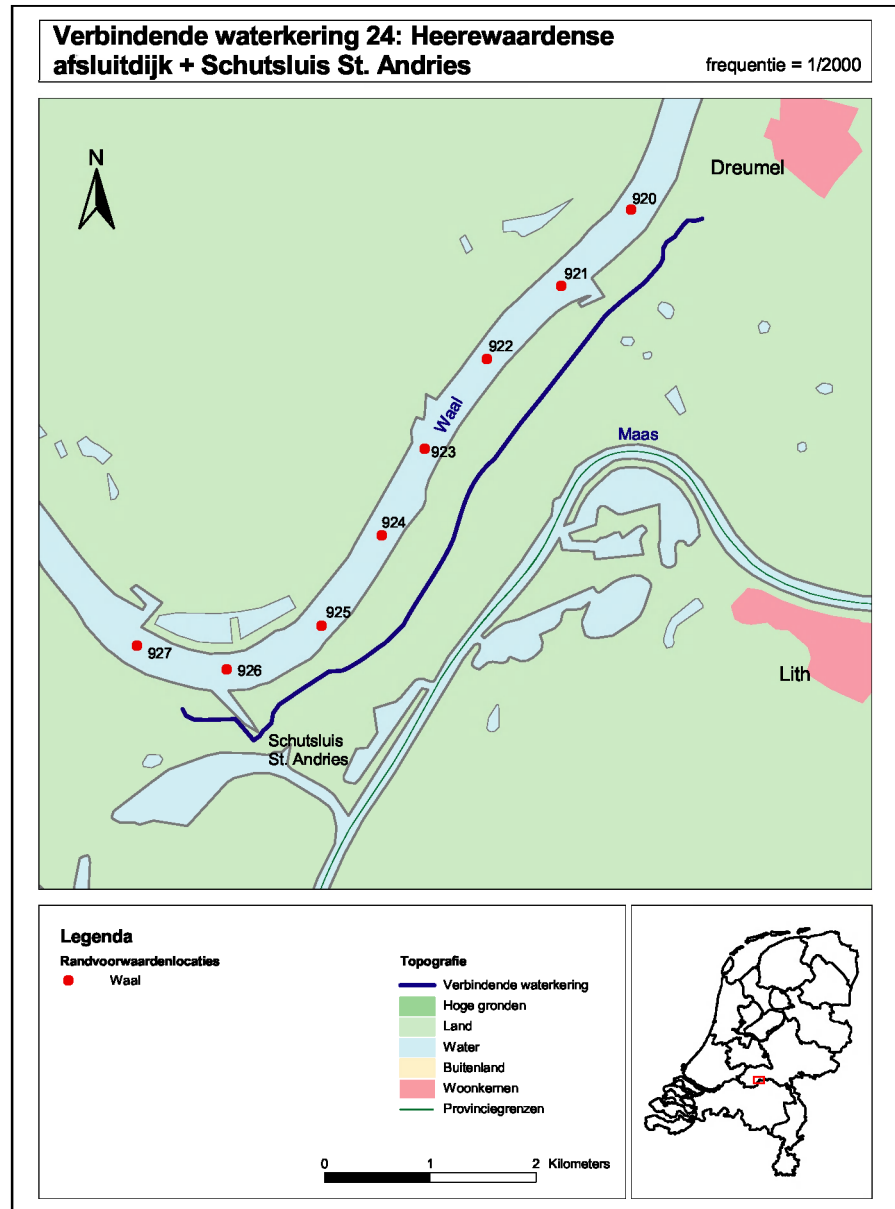 Verbindende waterkering 24: Heerewaardense
afsluitdijk + Schutsluis St. Andries
frequentie = 1/2000
N
Dreumel
920
921
922
Waal
923
Maas
924
925
927
926
Lith
Schutsluis
St. Andries
Legenda
Randvoorwaardenlocaties
Waal
Topografie
Verbindende waterkering
Hoge gronden
Land
Water
Buitenland
Woonkernen
Provinciegrenzen
0 1 2 Kilometers